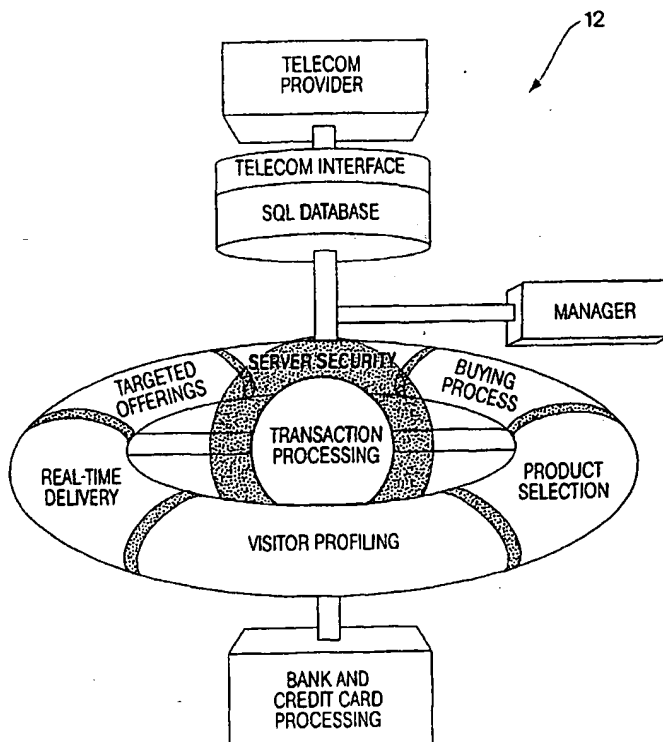 12
TELECOM
PROVIDER
TELECOM INTERFACE
SQL DATABASE
MANAGER
SERVER SECURITY
TARGETED
OFFERINGS
BUYING
PROCESS
TRANSACTION
PROCESSING
REAL-TIME
DELIVERY
PRODUCT
SELECTION
VISITOR PROFILING
BANK AND
CREDIT CARD
PROCESSING